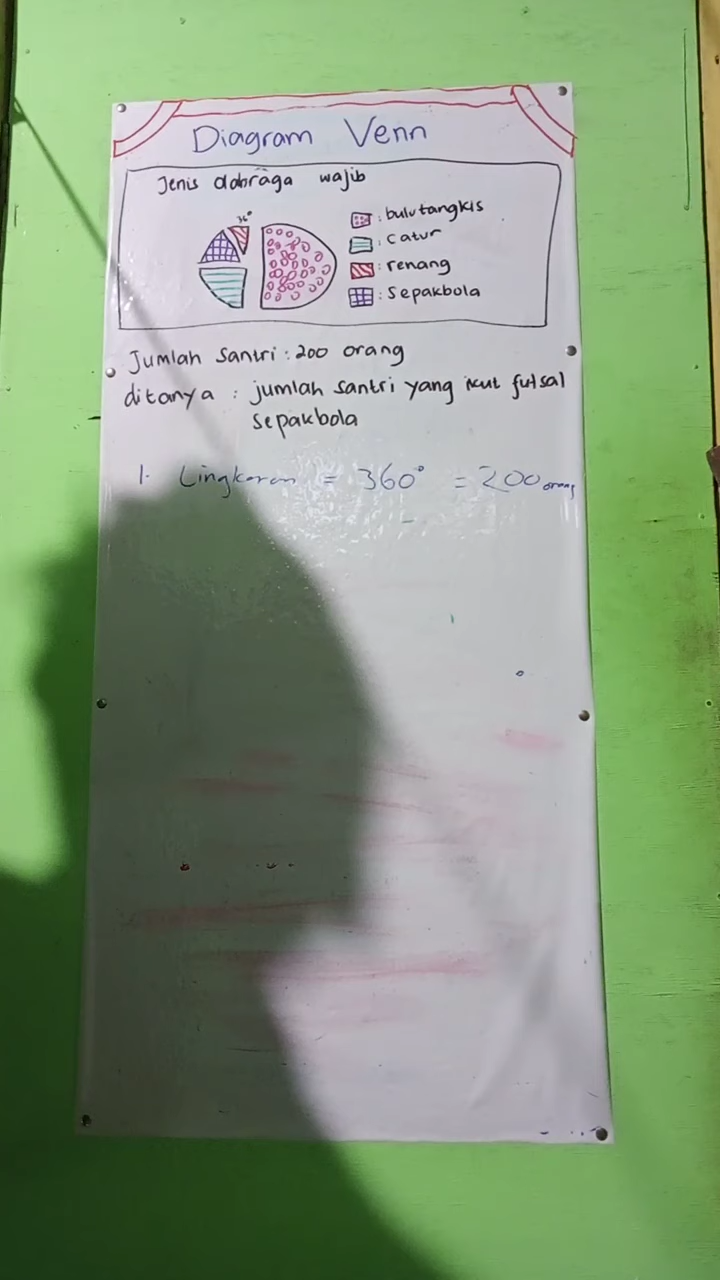 Diagram Venn
Jenis olahraga wajib
36°
: bulutangkis
: Catur
: renang
: Sepakbola
Jumlah Santri : 200 orang
ditanya : jumlah santri yang ikut futsal
sepakbola
1. Lingkaran = 360° = 200 orang